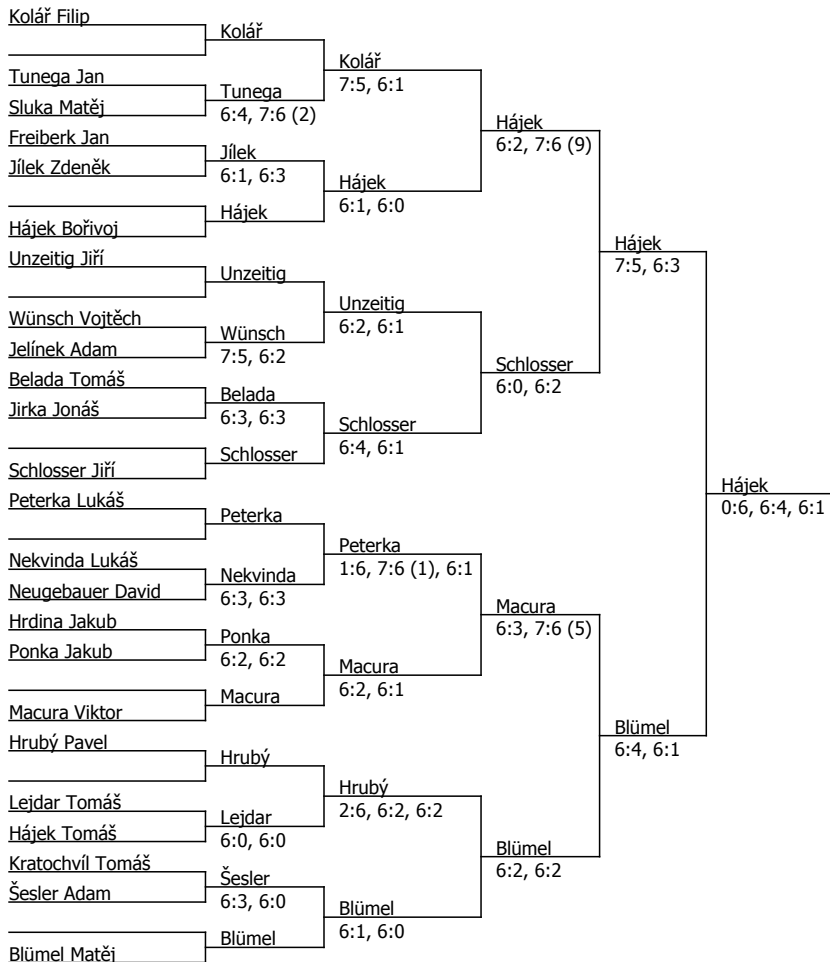 Kolář Filip
Kolář
Kolář
7:5, 6:1
Tunega Jan
Tunega
6:4, 7:6 (2)
Sluka Matěj
Hájek
6:2, 7:6 (9)
Freiberk Jan
Jílek
6:1, 6:3
Jílek Zdeněk
Hájek
6:1, 6:0
Hájek
Hájek Bořivoj
Hájek
7:5, 6:3
Unzeitig Jiří
Unzeitig
Unzeitig
6:2, 6:1
Wünsch Vojtěch
Wünsch
7:5, 6:2
Jelínek Adam
Schlosser
6:0, 6:2
Belada Tomáš
Belada
6:3, 6:3
Jirka Jonáš
Schlosser
6:4, 6:1
Schlosser
Schlosser Jiří
Hájek
0:6, 6:4, 6:1
Peterka Lukáš
Peterka
Peterka
1:6, 7:6 (1), 6:1
Nekvinda Lukáš
Nekvinda
6:3, 6:3
Neugebauer David
Macura
6:3, 7:6 (5)
Hrdina Jakub
Ponka
6:2, 6:2
Ponka Jakub
Macura
6:2, 6:1
Macura
Macura Viktor
Blümel
6:4, 6:1
Hrubý Pavel
Hrubý
Hrubý
2:6, 6:2, 6:2
Lejdar Tomáš
Lejdar
6:0, 6:0
Hájek Tomáš
Blümel
6:2, 6:2
Kratochvíl Tomáš
Šesler
6:3, 6:0
Šesler Adam
Blümel
6:1, 6:0
Blümel
Blümel Matěj